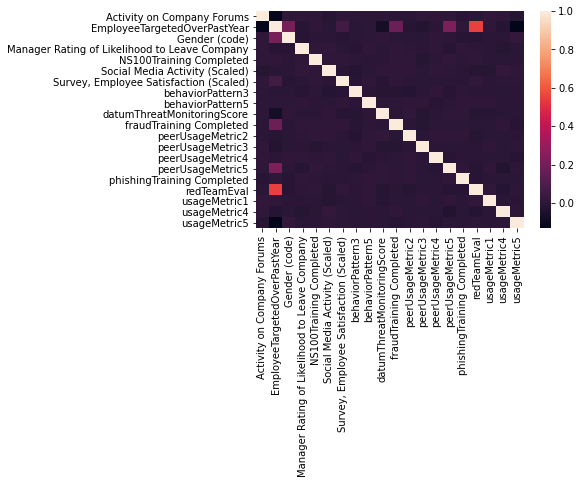 Activity on Company Forums
EmployeeTargetedOverPastYear
Gender (code)
Manager Rating of Likelihood to Leave Company
NS100Training Completed
Social Media Activity (Scaled)
Survey, Employee Satisfaction (Scaled)
behaviorPattern3
behaviorPattern5
datumThreatMonitoringScore
fraudTraining Completed
peerUsageMetric2
peerUsageMetric3
peerUsageMetric4
peerUsageMetric5
phishingTraining Completed
redTeamEval
usageMetric1
usageMetric4
usageMetric5
Activity on Company Forums
EmployeeTargetedOverPastYear
Gender (code)
Manager Rating of Likelihood to Leave Company
NS100Training Completed
Social Media Activity (Scaled)
Survey, Employee Satisfaction (Scaled)
behaviorPattern3
behaviorPattern5
datumThreatMonitoringScore
fraudTraining Completed
peerUsageMetric2
peerUsageMetric3
peerUsageMetric4
peerUsageMetric5
phishingTraining Completed
redTeamEval
usageMetric1
usageMetric4
usageMetric5
1.0
0.8
0.6
0.4
0.2
0.0